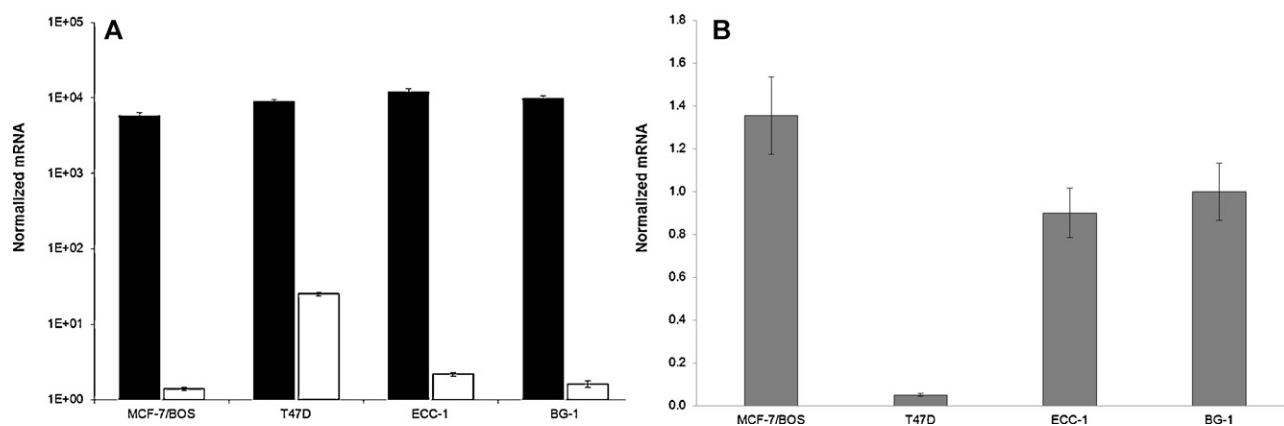 A
Normalized mRNA
1E+05
1E+04
1E+03
1E+02
1E+01
1E+00
MCF-7/BOS T47D ECC-1 BG-1
B
Normalized mRNA
1.8
1.6
1.4
1.2
1.0
0.8
0.6
0.4
0.2
0.0
MCF-7/BOS T47D ECC-1 BG-1